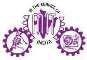 IN THE SERVICE OF
INDIA